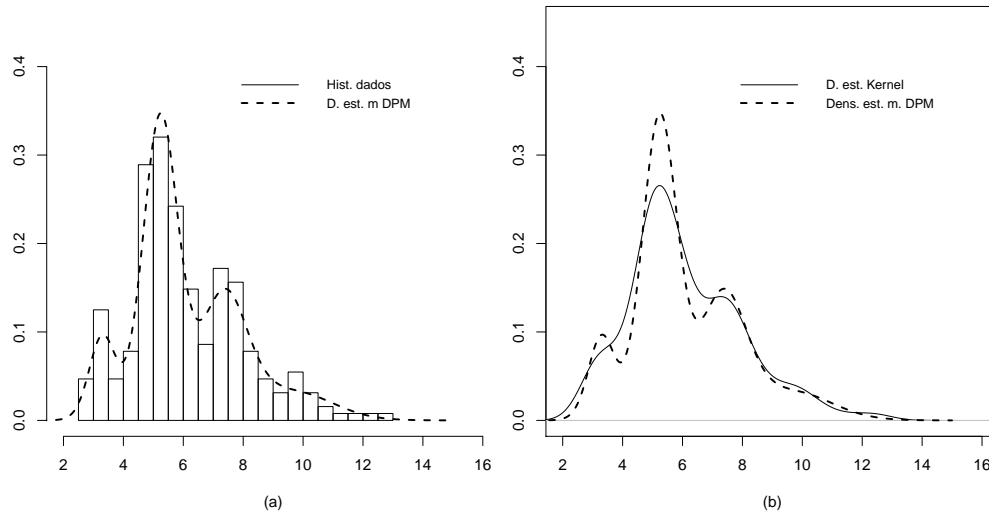 0.4
0.3
0.2
0.1
0.0
2 4 6 8 10 12 14 16
Hist. dados
D. est. m DPM
(a)
0.4
0.3
0.2
0.1
0.0
2 4 6 8 10 12 14 16
D. est. Kernel
Dens. est. m. DPM
(b)